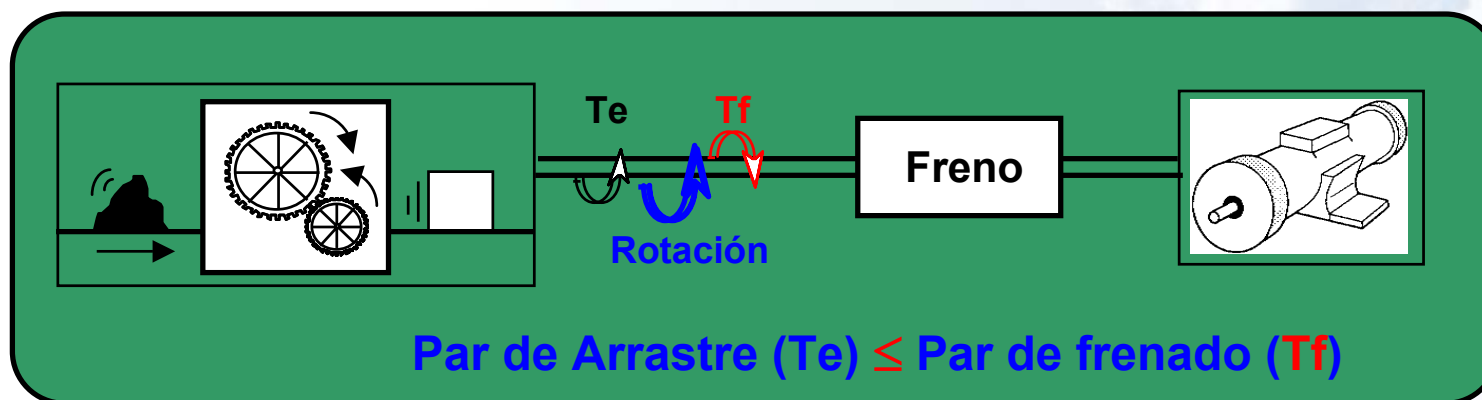 Te Tf
Freno
Rotación
Par de Arrastre (Te) ≤ Par de frenado (Tf)